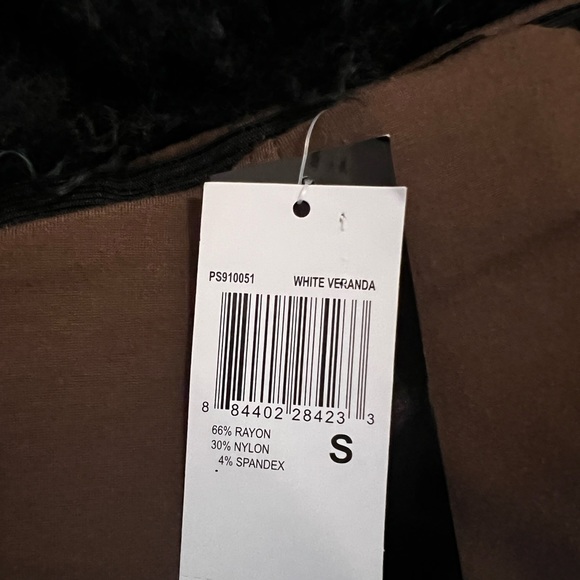 PS910051 WHITE VERANDA
8 84402 28423 3
66% RAYON
30% NYLON
4% SPANDEX
S